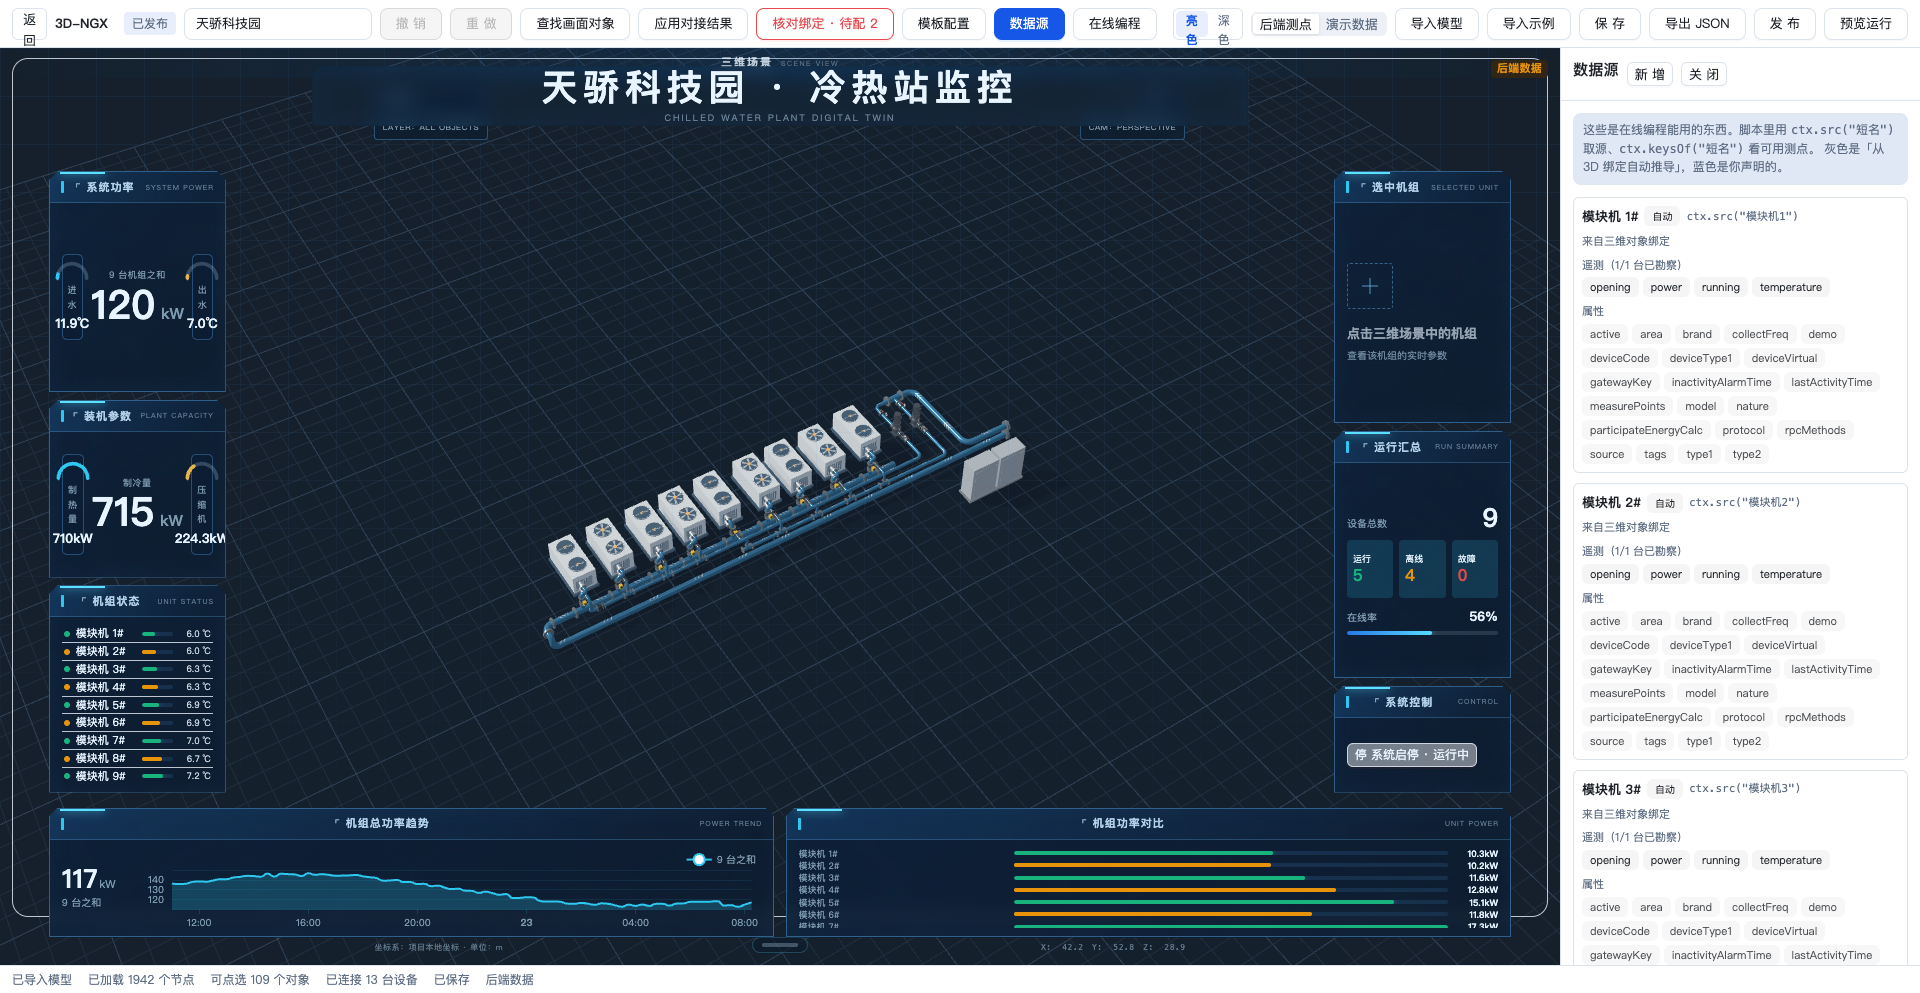 返回 3D-NGX 已发布 天骄科技园 撤 销 重 做 查找画面对象 应用对接结果 核对绑定 · 待配 2 模板配置 数据源 在线编程 亮色 深色 后端测点 演示数据 导入模型 导入示例 保 存 导出 JSON 发 布 预览运行
三维场景 SCENE VIEW
后端数据
天骄科技园 · 冷热站监控
CHILLED WATER PLANT DIGITAL TWIN
LAYER: ALL OBJECTS
CAM: PERSPECTIVE
「 系统功率 SYSTEM POWER
9 台机组之和
进水
11.9℃
120 kW
出水
7.0℃
「 装机参数 PLANT CAPACITY
制冷量
制热量
710kW
715 kW
压缩机
224.3kW
「 机组状态 UNIT STATUS
模块机 1# 6.0 ℃
模块机 2# 6.0 ℃
模块机 3# 6.3 ℃
模块机 4# 6.3 ℃
模块机 5# 6.9 ℃
模块机 6# 6.9 ℃
模块机 7# 7.0 ℃
模块机 8# 6.7 ℃
模块机 9# 7.2 ℃
「 选中机组 SELECTED UNIT
点击三维场景中的机组
查看该机组的实时参数
「 运行汇总 RUN SUMMARY
设备总数 9
运行 离线 故障
5 4 0
在线率 56%
「 系统控制 CONTROL
停 系统启停 · 运行中
「 机组总功率趋势 POWER TREND
117 kW
9 台之和
9 台之和
140
130
120
12:00 16:00 20:00 23 04:00 08:00
「 机组功率对比 UNIT POWER
模块机 1# 10.3kW
模块机 2# 10.2kW
模块机 3# 11.6kW
模块机 4# 12.8kW
模块机 5# 15.1kW
模块机 6# 11.8kW
模块机 7# 17.3kW
坐标系: 项目本地坐标 · 单位: m
X: 42.2 Y: 52.8 Z: 28.9
数据源 新 增 关 闭
这些是在线编程能用的东西。脚本里用 ctx.src("短名")
取源、ctx.keysOf("短名") 看可用测点。 灰色是「从
3D 绑定自动推导」，蓝色是你声明的。
模块机 1# 自动 ctx.src("模块机1")
来自三维对象绑定
遥测（1/1 台已勘察）
opening power running temperature
属性
active area brand collectFreq demo
deviceCode deviceType1 deviceVirtual
gatewayKey inactivityAlarmTime lastActivityTime
measurePoints model nature
participateEnergyCalc protocol rpcMethods
source tags type1 type2
模块机 2# 自动 ctx.src("模块机2")
来自三维对象绑定
遥测（1/1 台已勘察）
opening power running temperature
属性
active area brand collectFreq demo
deviceCode deviceType1 deviceVirtual
gatewayKey inactivityAlarmTime lastActivityTime
measurePoints model nature
participateEnergyCalc protocol rpcMethods
source tags type1 type2
模块机 3# 自动 ctx.src("模块机3")
来自三维对象绑定
遥测（1/1 台已勘察）
opening power running temperature
属性
active area brand collectFreq demo
deviceCode deviceType1 deviceVirtual
gatewayKey inactivityAlarmTime lastActivityTime
已导入模型 已加载 1942 个节点 可点选 109 个对象 已连接 13 台设备 已保存 后端数据